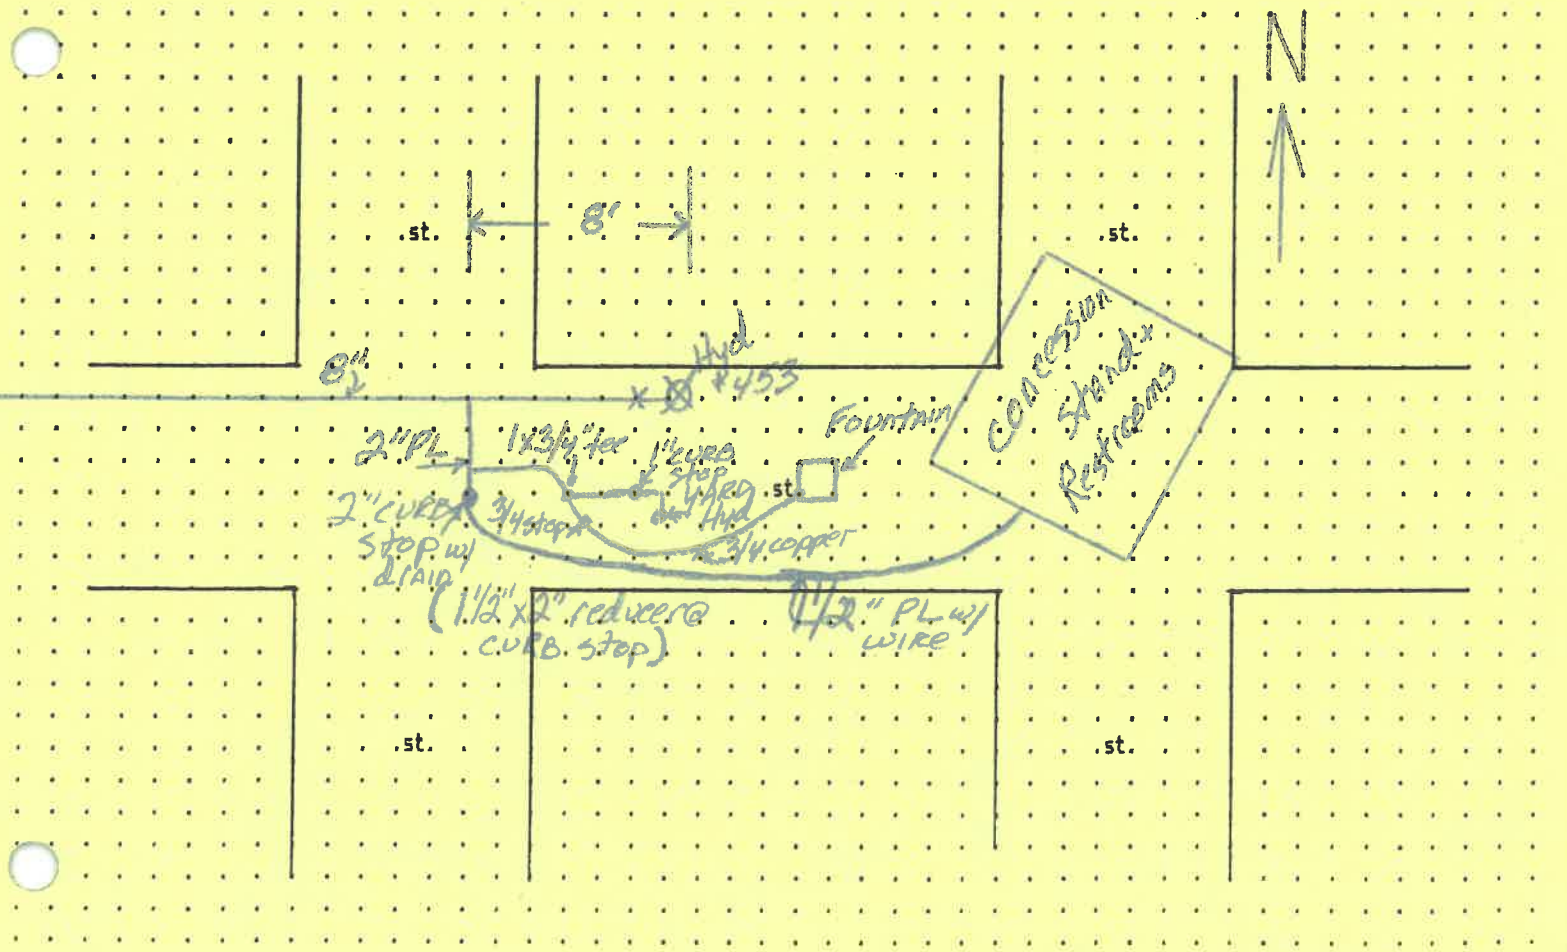 N
st.
8'
st.
Hyd
#453
8"
Concession
Stand &
Restrooms
Fountain
2" PL
1x3/4" tee
1" CURB
stop
YARD
Hyd
st.
2" CURB
stop w/
drain
3/4 stop
3/4 copper
(1 1/2" x 2" reducer @
CURB stop)
1 1/2" PL w/
WIRE
st.
st.